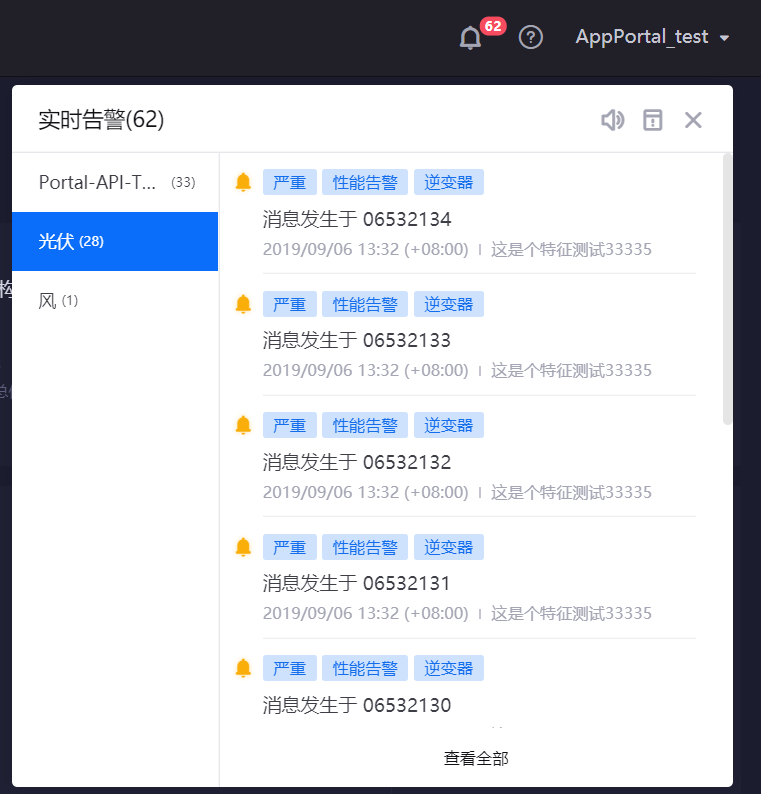 62
AppPortal_test
实时告警(62)
Portal-API-T... (33)
光伏 (28)
构
风 (1)
严重 性能告警 逆变器
消息发生于 06532134
2019/09/06 13:32 (+08:00) | 这是个特征测试33335
严重 性能告警 逆变器
消息发生于 06532133
2019/09/06 13:32 (+08:00) | 这是个特征测试33335
严重 性能告警 逆变器
消息发生于 06532132
2019/09/06 13:32 (+08:00) | 这是个特征测试33335
严重 性能告警 逆变器
消息发生于 06532131
2019/09/06 13:32 (+08:00) | 这是个特征测试33335
严重 性能告警 逆变器
消息发生于 06532130
查看全部